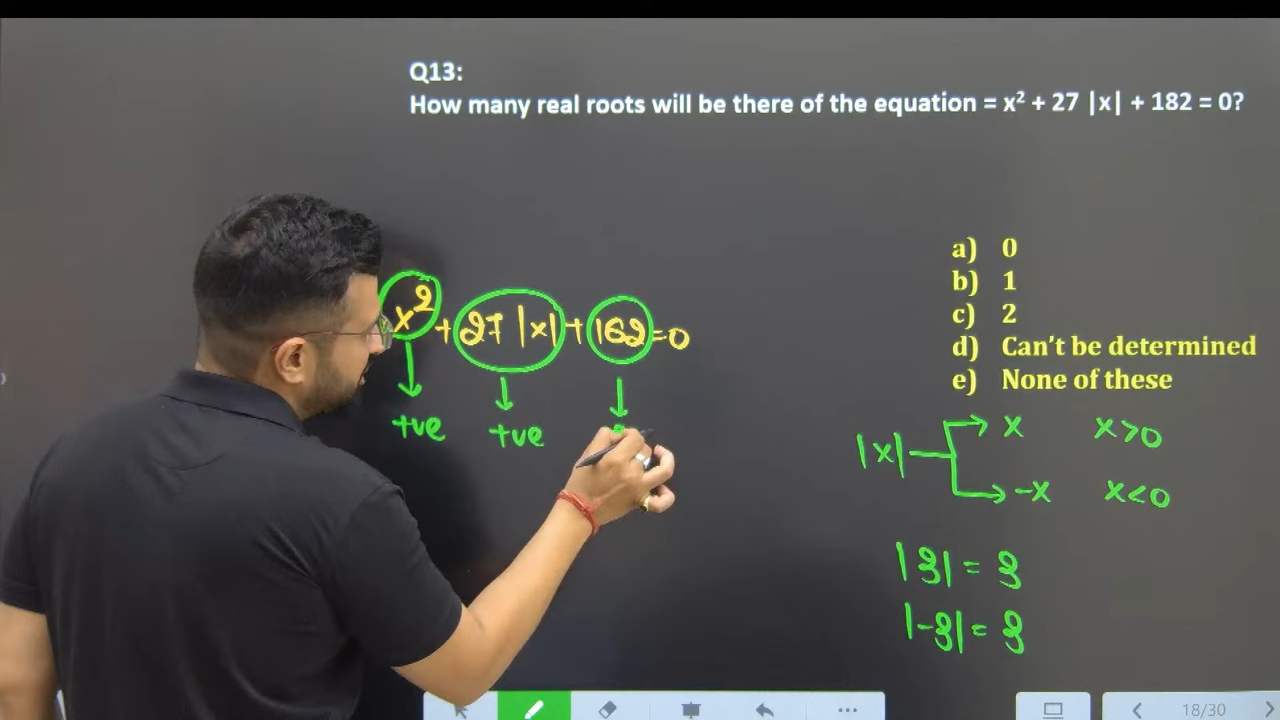 Q13:
How many real roots will be there of the equation = x² + 27 |x| + 182 = 0?
a) 0
b) 1
c) 2
d) Can't be determined
e) None of these
x² + 27 |x| + 162 = 0
+ve +ve
|x| x x>0
-x x<0
|3| = 3
|-3| = 3
18/30